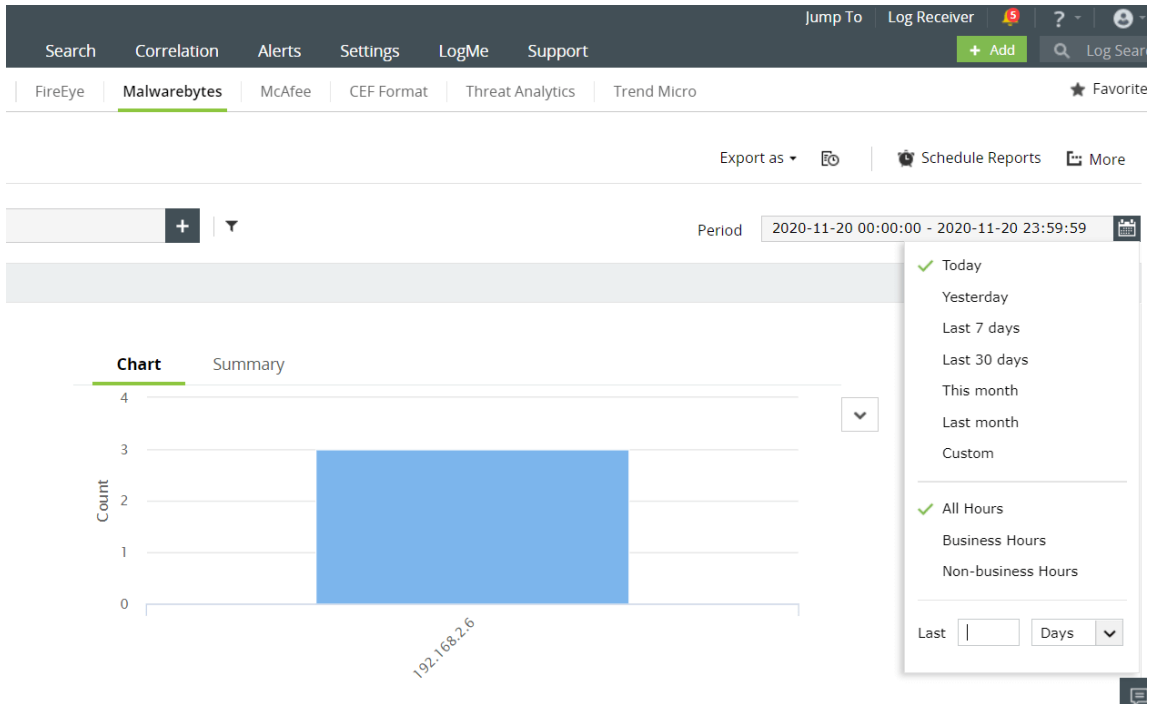 Jump To Log Receiver 5 ?
Search Correlation Alerts Settings LogMe Support + Add Log Sear
FireEye Malwarebytes McAfee CEF Format Threat Analytics Trend Micro Favorite
Export as Schedule Reports More
+ Period 2020-11-20 00:00:00 - 2020-11-20 23:59:59
Today
Yesterday
Last 7 days
Last 30 days
This month
Last month
Custom
All Hours
Business Hours
Non-business Hours
Last Days
Chart Summary
4
3
2
1
0
Count
192.168.2.6